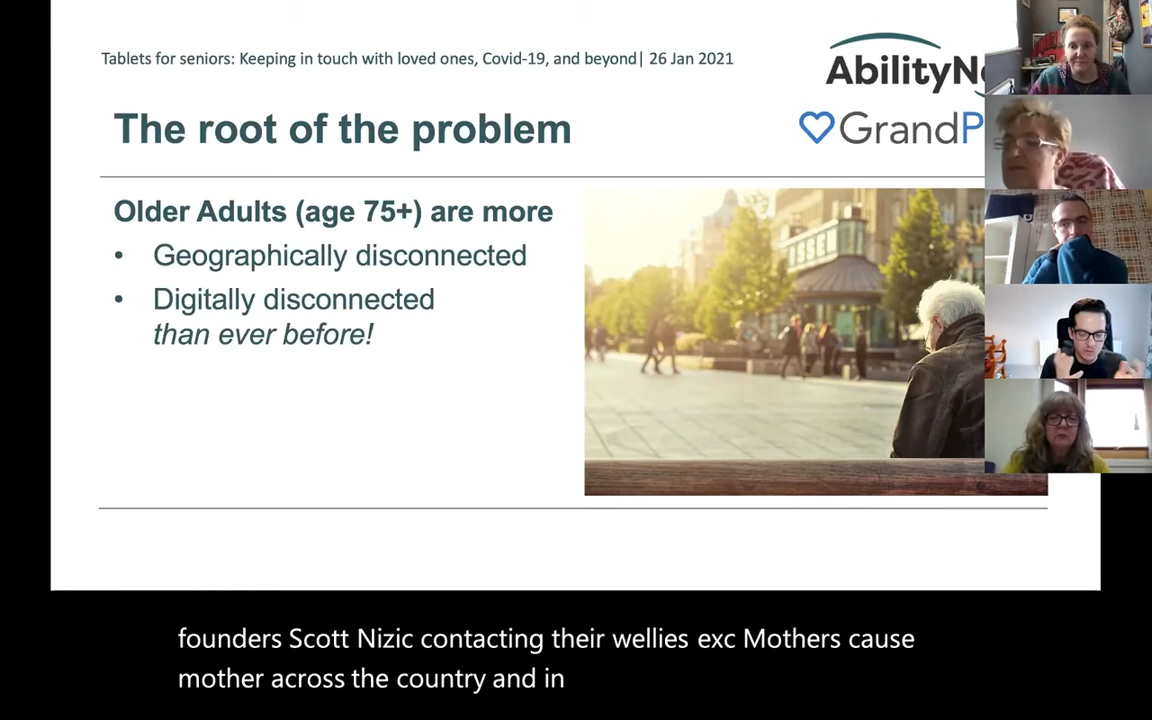 Tablets for seniors: Keeping in touch with loved ones, Covid-19, and beyond| 26 Jan 2021
AbilityN
GrandP
The root of the problem
Older Adults (age 75+) are more
• Geographically disconnected
• Digitally disconnected
than ever before!
founders Scott Nizic contacting their wellies exc Mothers cause
mother across the country and in